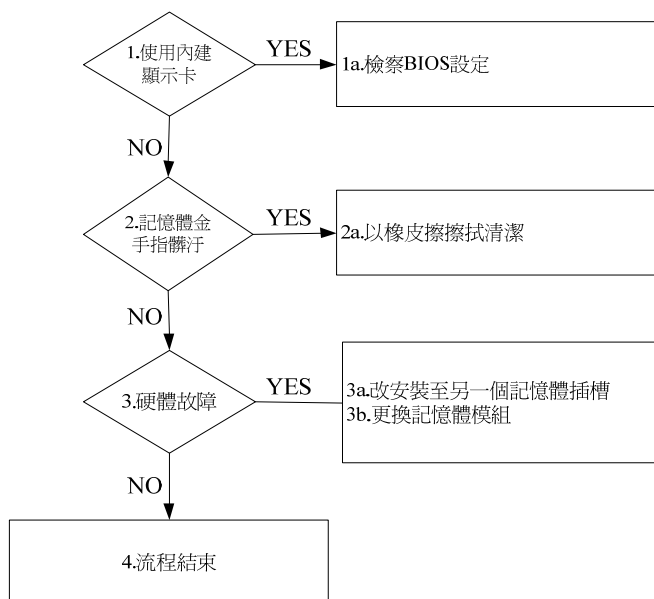 1.使用內建
顯示卡
YES
1a.檢察BIOS設定
NO
2.記憶體金
手指髒汙
YES
2a.以橡皮擦擦拭清潔
NO
3.硬體故障
YES
3a.改安裝至另一個記憶體插槽
3b.更換記憶體模組
NO
4.流程結束